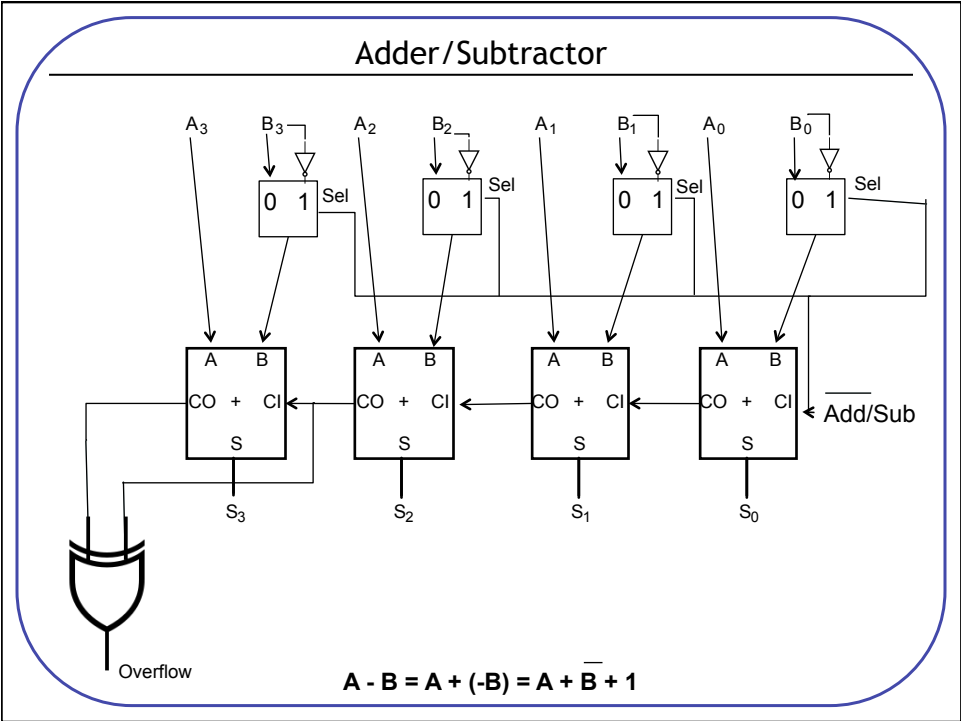 Adder/Subtractor
A₃ B₃ A₂ B₂ A₁ B₁ A₀ B₀
0 1 Sel 0 1 Sel 0 1 Sel 0 1 Sel
A B A B A B A B
CO + CI CO + CI CO + CI CO + CI A̅d̅d̅/Sub
S S S S
S₃ S₂ S₁ S₀
Overflow
A - B = A + (-B) = A + B̅ + 1